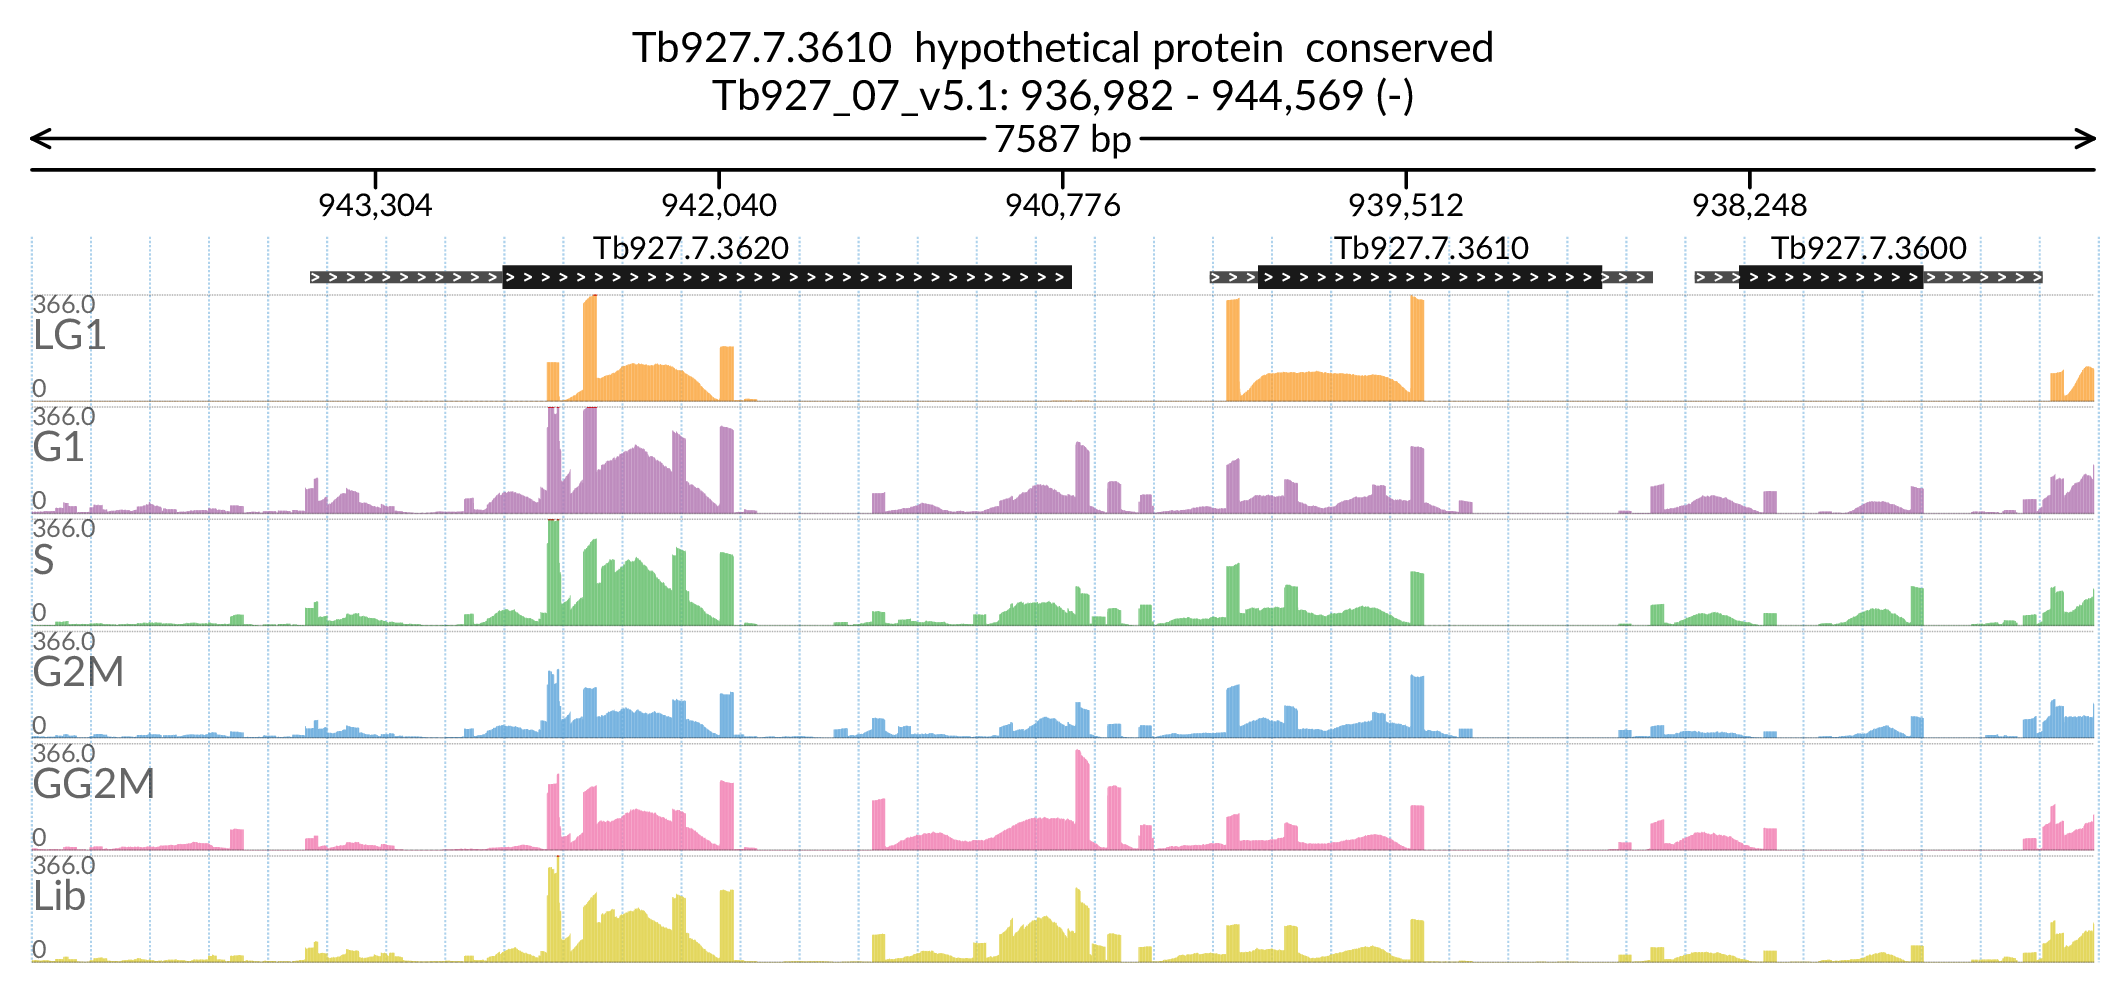 Tb927.7.3610 hypothetical protein conserved
Tb927_07_v5.1: 936,982 - 944,569 (-)
7587 bp
943,304 942,040 940,776 939,512 938,248
Tb927.7.3620 Tb927.7.3610 Tb927.7.3600
366.0
LG1
0
366.0
G1
0
366.0
S
0
366.0
G2M
0
366.0
GG2M
0
366.0
Lib
0